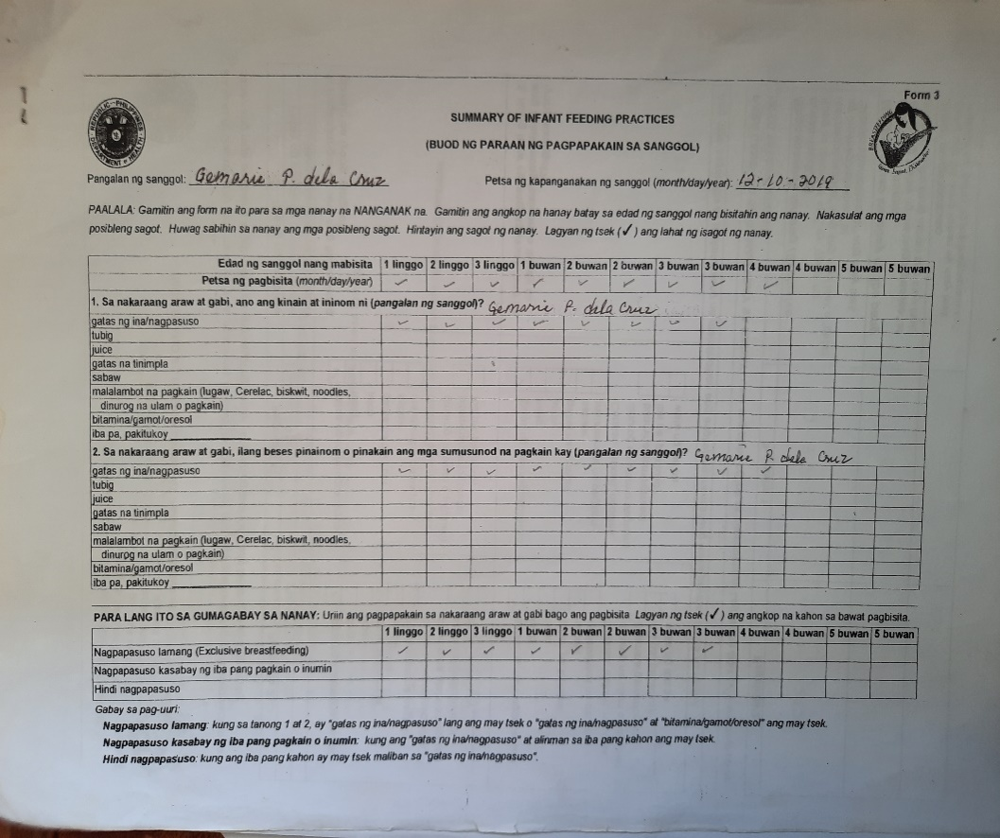 Form 3
SUMMARY OF INFANT FEEDING PRACTICES
(BUOD NG PARAAN NG PAGPAPAKAIN SA SANGGOL)
Pangalan ng sanggol: Gemarie P. dela Cruz Petsa ng kapanganakan ng sanggol (month/day/year): 12-10-2019
PAALALA: Gamitin ang form na ito para sa mga nanay na NANGANAK na. Gamitin ang angkop na hanay batay sa edad ng sanggol nang bisitahin ang nanay. Nakasulat ang mga
posibleng sagot. Huwag sabihin sa nanay ang mga posibleng sagot. Hintayin ang sagot ng nanay. Lagyan ng tsek (✓) ang lahat ng isagot ng nanay.
Edad ng sanggol nang mabisita 1 linggo 2 linggo 3 linggo 1 buwan 2 buwan 2 buwan 3 buwan 3 buwan 4 buwan 4 buwan 5 buwan 5 buwan
Petsa ng pagbisita (month/day/year) ✓ ✓ ✓ ✓ ✓ ✓ ✓ ✓ ✓
1. Sa nakaraang araw at gabi, ano ang kinain at ininom ni (pangalan ng sanggol)? Gemarie P. dela Cruz
gatas ng ina/nagpasuso ✓ ✓ ✓ ✓ ✓ ✓ ✓ ✓
tubig
juice
gatas na tinimpla
sabaw
malalambot na pagkain (lugaw, Cerelac, biskwit, noodles,
dinurog na ulam o pagkain)
bitamina/gamot/oresol
iba pa, pakitukoy
2. Sa nakaraang araw at gabi, ilang beses pinainom o pinakain ang mga sumusunod na pagkain kay (pangalan ng sanggol)? Gemarie P. dela Cruz
gatas ng ina/nagpasuso ✓ ✓ ✓ ✓ ✓ ✓ ✓ ✓ ✓
tubig
juice
gatas na tinimpla
sabaw
malalambot na pagkain (lugaw, Cerelac, biskwit, noodles,
dinurog na ulam o pagkain)
bitamina/gamot/oresol
iba pa, pakitukoy
PARA LANG ITO SA GUMAGABAY SA NANAY: Uriin ang pagpapakain sa nakaraang araw at gabi bago ang pagbisita Lagyan ng tsek (✓) ang angkop na kahon sa bawat pagbisita.
1 linggo 2 linggo 3 linggo 1 buwan 2 buwan 2 buwan 3 buwan 3 buwan 4 buwan 4 buwan 5 buwan 5 buwan
Nagpapasuso lamang (Exclusive breastfeeding) ✓ ✓ ✓ ✓ ✓ ✓ ✓ ✓
Nagpapasuso kasabay ng iba pang pagkain o inumin
Hindi nagpapasuso
Gabay sa pag-uuri:
Nagpapasuso lamang: kung sa tanong 1 at 2, ay "gatas ng ina/nagpasuso" lang ang may tsek o "gatas ng ina/nagpasuso" at "bitamina/gamot/oresol" ang may tsek.
Nagpapasuso kasabay ng iba pang pagkain o inumin: kung ang "gatas ng ina/nagpasuso" at alinman sa iba pang kahon ang may tsek.
Hindi nagpapasuso: kung ang iba pang kahon ay may tsek maliban sa "gatas ng ina/nagpasuso".